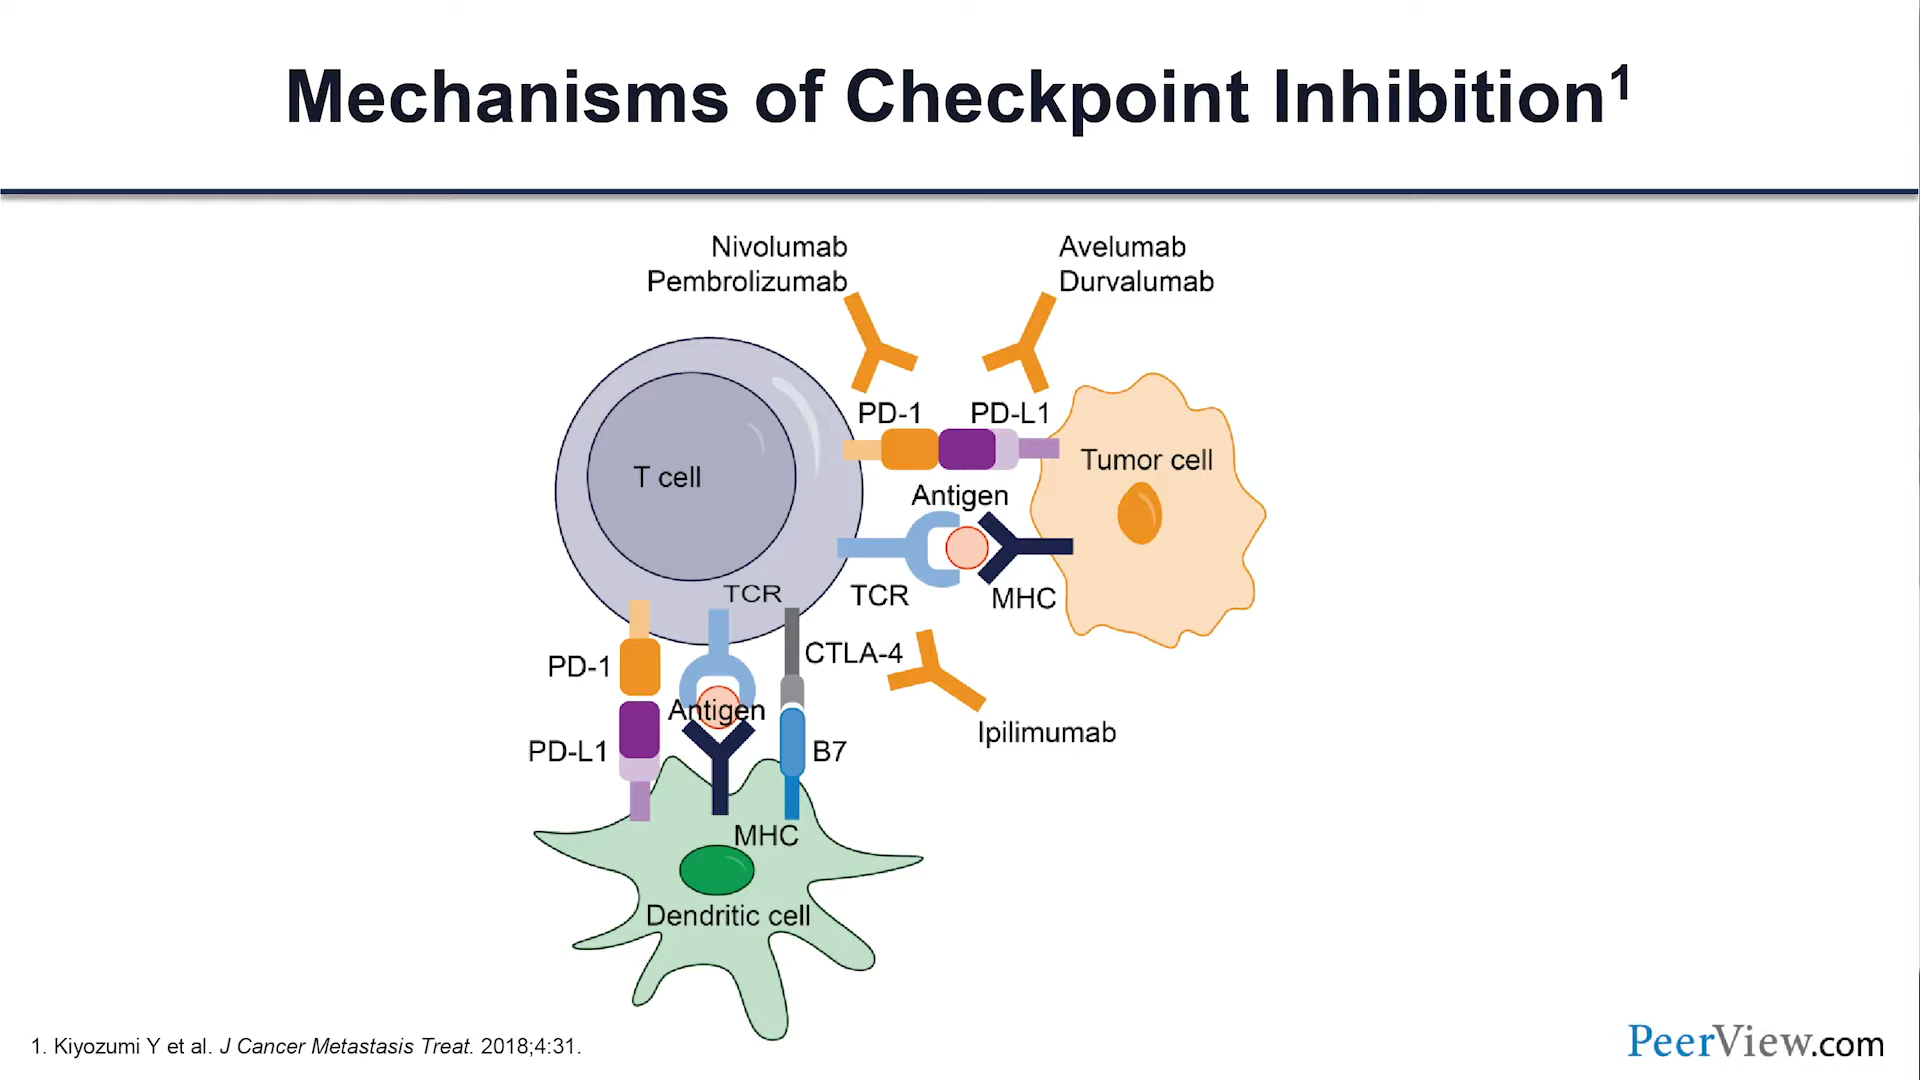 Mechanisms of Checkpoint Inhibition¹
Nivolumab
Pembrolizumab
Avelumab
Durvalumab
PD-1
PD-L1
T cell
Tumor cell
Antigen
TCR
TCR
MHC
PD-1
CTLA-4
Antigen
Ipilimumab
PD-L1
B7
MHC
Dendritic cell
1. Kiyozumi Y et al. J Cancer Metastasis Treat. 2018;4:31.
PeerView.com